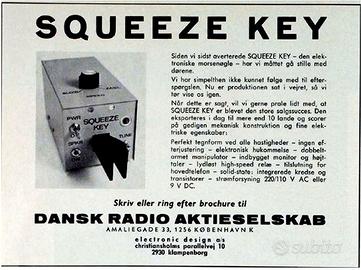 SQUEEZE KEY
Siden vi sidst averterede SQUEEZE KEY - den elek-
troniske morsenøgle - har vi måttet gå stille med
dørene.
Vi har simpelthen ikke kunnet følge med til efter-
spørgslen. Nu er produktionen sat i vejret, så vi
tør vise os igen.
Når dette er sagt, vil vi gerne prale lidt med, at
SQUEEZE KEY er blevet den store salgssucces. Den
eksporteres i dag til mere end 10 lande og scorer
på gedigen mekanisk konstruktion og fine elek-
triske egenskaber:
Perfekt tegnform ved alle hastigheder - ingen ef-
terjustering - elektronisk hukommelse - dobbelt-
armet manipulator - indbygget monitor og højt-
taler - lydløst high-speed relæ - tilslutning for
hovedtelefon - solid-state: integrerede kredse og
transistorer - strømforsyning 220/110 V AC eller
9 V DC.
SPEED
PWR
SQUEEZE
KEY
TUNE
SPKR
Skriv eller ring efter brochure til
DANSK RADIO AKTIESELSKAB
AMALIEGADE 33, 1256 KØBENHAVN K
electronic design as
christiansholms parallelvej 10
2930 klampenborg
subito